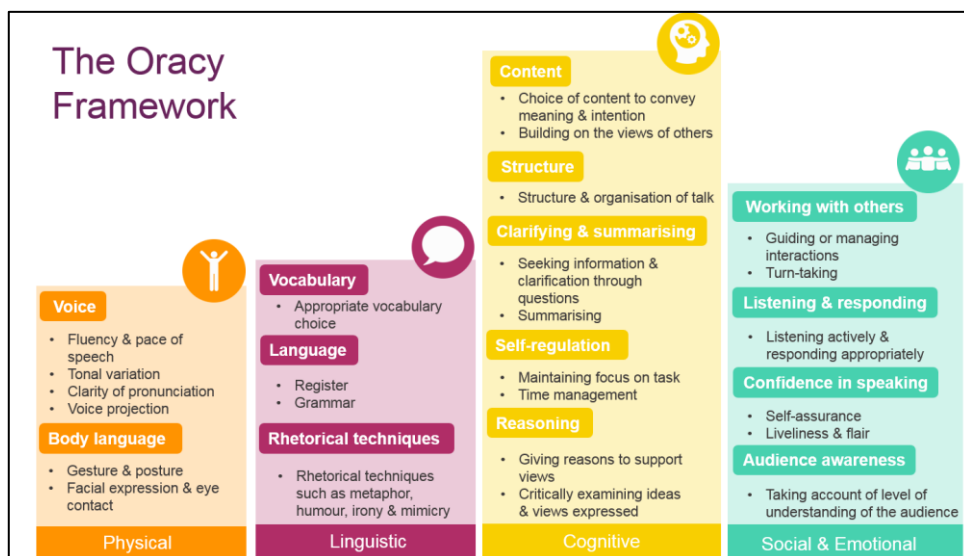 The Oracy
Framework
Voice
• Fluency & pace of
speech
• Tonal variation
• Clarity of pronunciation
• Voice projection
Body language
• Gesture & posture
• Facial expression & eye
contact
Physical
Vocabulary
• Appropriate vocabulary
choice
Language
• Register
• Grammar
Rhetorical techniques
• Rhetorical techniques
such as metaphor,
humour, irony & mimicry
Linguistic
Content
• Choice of content to convey
meaning & intention
• Building on the views of others
Structure
• Structure & organisation of talk
Clarifying & summarising
• Seeking information &
clarification through
questions
• Summarising
Self-regulation
• Maintaining focus on task
• Time management
Reasoning
• Giving reasons to support
views
• Critically examining ideas
& views expressed
Cognitive
Working with others
• Guiding or managing
interactions
• Turn-taking
Listening & responding
• Listening actively &
responding appropriately
Confidence in speaking
• Self-assurance
• Liveliness & flair
Audience awareness
• Taking account of level of
understanding of the audience
Social & Emotional